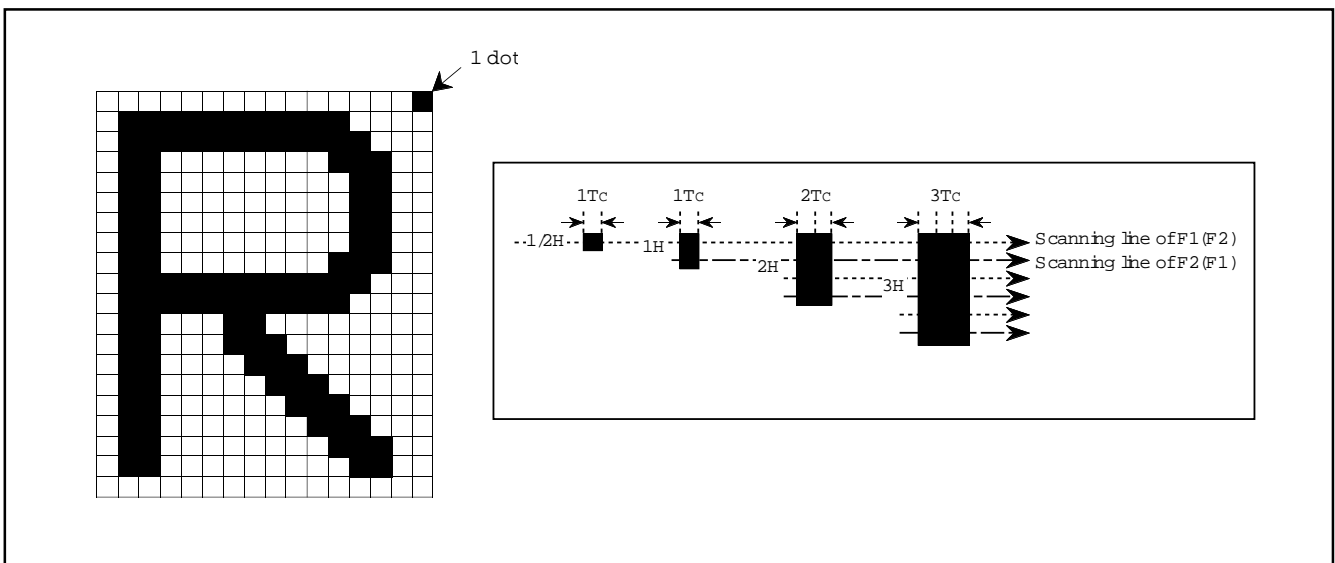 1 dot
1Tc 1Tc 2Tc 3Tc
1/2H 1H Scanning line of F1(F2)
2H Scanning line of F2(F1)
3H